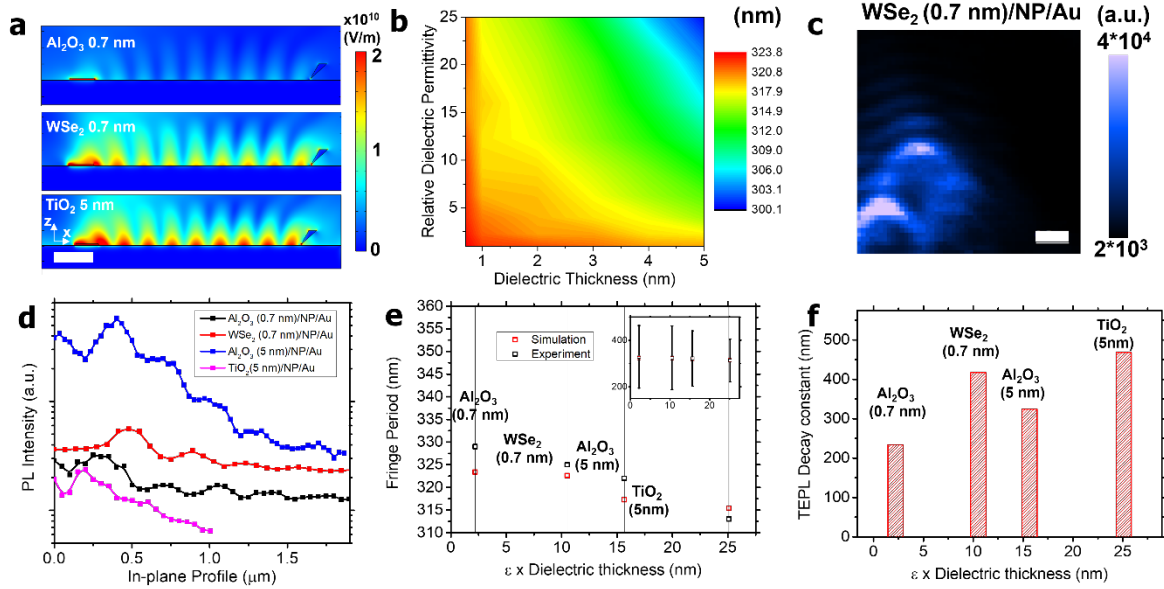 a
x10¹⁰
(V/m)
Al₂O₃ 0.7 nm
WSe₂ 0.7 nm
TiO₂ 5 nm
z
x
2
1
0
b
(nm)
Relative Dielectric Permittivity
25
20
15
10
5
1
2
3
4
5
Dielectric Thickness (nm)
323.8
320.8
317.9
314.9
312.0
309.0
306.0
303.1
300.1
c
WSe₂ (0.7 nm)/NP/Au
(a.u.)
4*10⁴
2*10³
d
PL Intensity (a.u.)
Al₂O₃ (0.7 nm)/NP/Au
WSe₂ (0.7 nm)/NP/Au
Al₂O₃ (5 nm)/NP/Au
TiO₂(5 nm)/NP/Au
0.0
0.5
1.0
1.5
In-plane Profile (μm)
e
Fringe Period (nm)
360
355
350
345
340
335
330
325
320
315
310
Simulation
Experiment
400
200
0
10
20
Al₂O₃
(0.7 nm)
WSe₂
(0.7 nm)
Al₂O₃
(5 nm)
TiO₂
(5nm)
0
5
10
15
20
25
ε x Dielectric thickness (nm)
f
TEPL Decay constant (nm)
500
400
300
200
100
0
Al₂O₃
(0.7 nm)
WSe₂
(0.7 nm)
Al₂O₃
(5 nm)
TiO₂
(5nm)
0
5
10
15
20
25
ε x Dielectric thickness (nm)